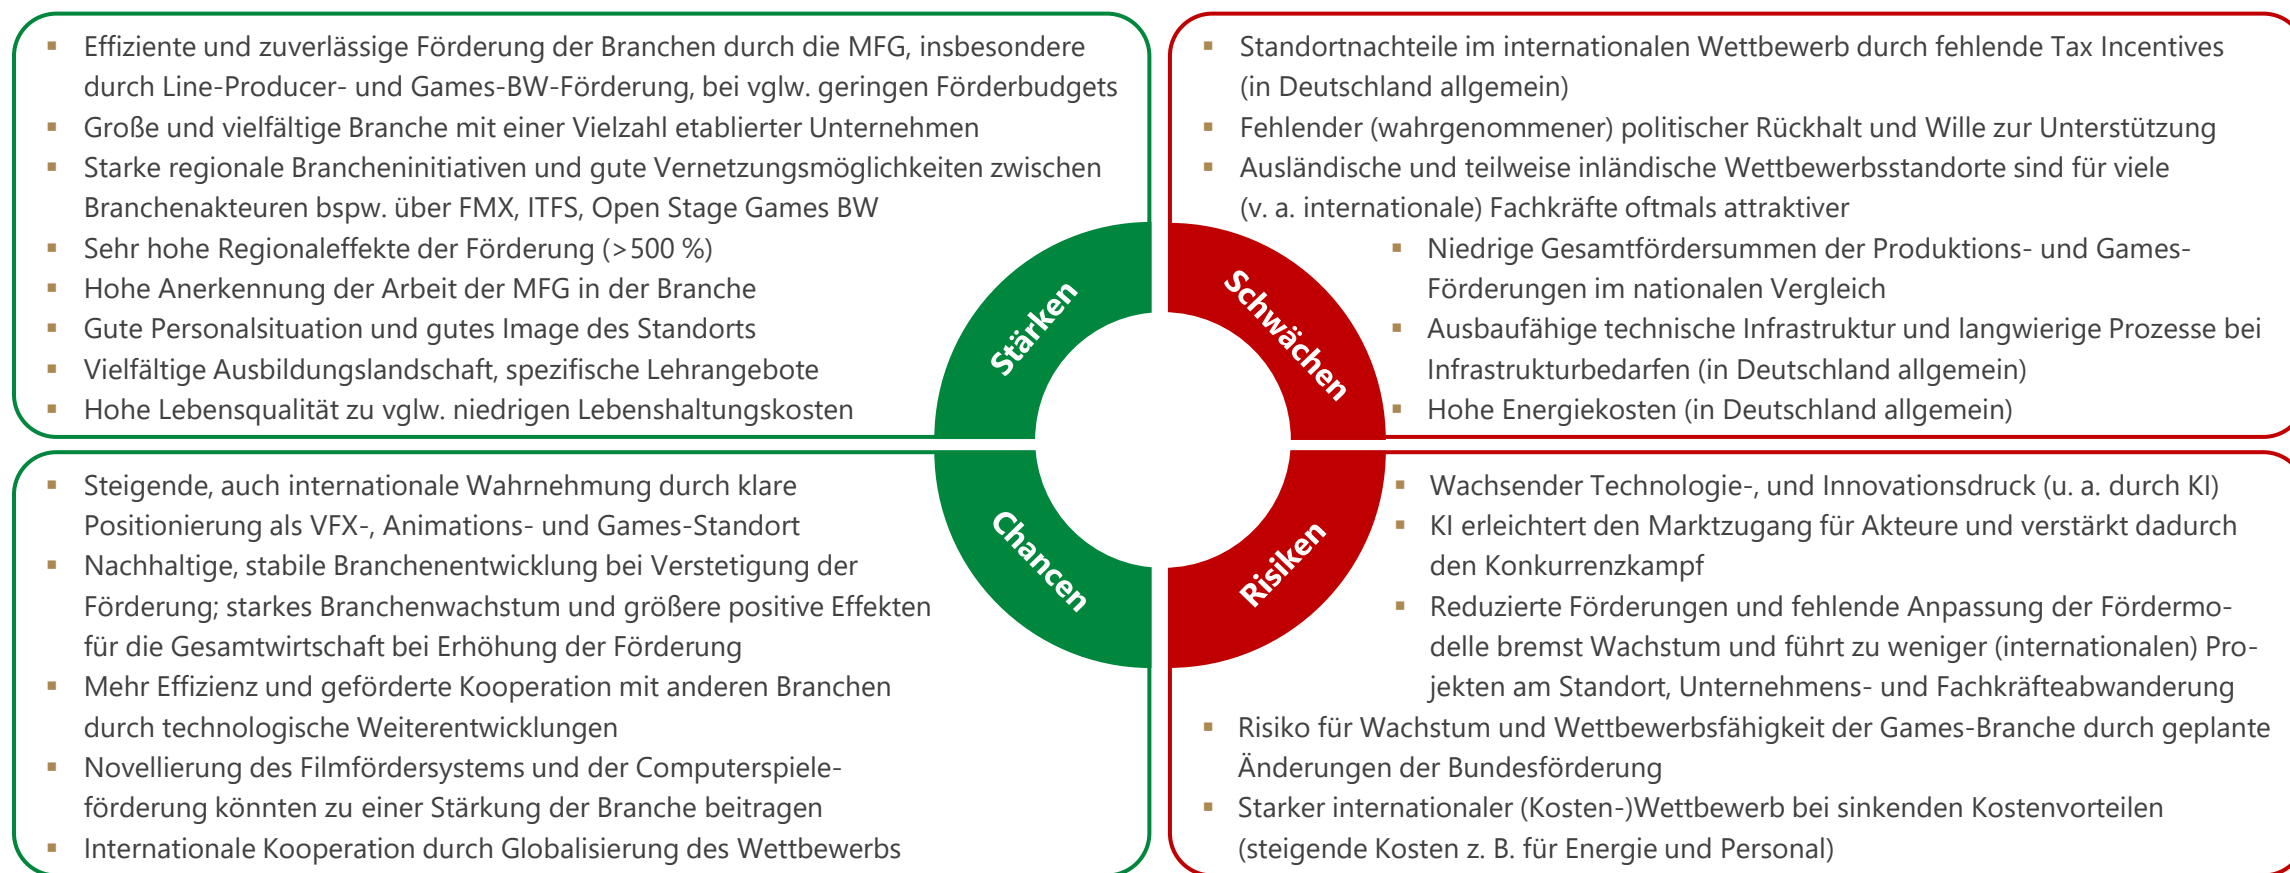 ▪ Effiziente und zuverlässige Förderung der Branchen durch die MFG, insbesondere
durch Line-Producer- und Games-BW-Förderung, bei vglw. geringen Förderbudgets
▪ Große und vielfältige Branche mit einer Vielzahl etablierter Unternehmen
▪ Starke regionale Brancheninitiativen und gute Vernetzungsmöglichkeiten zwischen
Branchenakteuren bspw. über FMX, ITFS, Open Stage Games BW
▪ Sehr hohe Regionaleffekte der Förderung (>500 %)
▪ Hohe Anerkennung der Arbeit der MFG in der Branche
▪ Gute Personalsituation und gutes Image des Standorts
▪ Vielfältige Ausbildungslandschaft, spezifische Lehrangebote
▪ Hohe Lebensqualität zu vglw. niedrigen Lebenshaltungskosten
Stärken
▪ Standortnachteile im internationalen Wettbewerb durch fehlende Tax Incentives
(in Deutschland allgemein)
▪ Fehlender (wahrgenommener) politischer Rückhalt und Wille zur Unterstützung
▪ Ausländische und teilweise inländische Wettbewerbsstandorte sind für viele
(v. a. internationale) Fachkräfte oftmals attraktiver
▪ Niedrige Gesamtfördersummen der Produktions- und Games-
Förderungen im nationalen Vergleich
▪ Ausbaufähige technische Infrastruktur und langwierige Prozesse bei
Infrastrukturbedarfen (in Deutschland allgemein)
▪ Hohe Energiekosten (in Deutschland allgemein)
Schwächen
▪ Steigende, auch internationale Wahrnehmung durch klare
Positionierung als VFX-, Animations- und Games-Standort
▪ Nachhaltige, stabile Branchenentwicklung bei Verstetigung der
Förderung; starkes Branchenwachstum und größere positive Effekten
für die Gesamtwirtschaft bei Erhöhung der Förderung
▪ Mehr Effizienz und geförderte Kooperation mit anderen Branchen
durch technologische Weiterentwicklungen
▪ Novellierung des Filmfördersystems und der Computerspiele-
förderung könnten zu einer Stärkung der Branche beitragen
▪ Internationale Kooperation durch Globalisierung des Wettbewerbs
Chancen
▪ Wachsender Technologie-, und Innovationsdruck (u. a. durch KI)
▪ KI erleichtert den Marktzugang für Akteure und verstärkt dadurch
den Konkurrenzkampf
▪ Reduzierte Förderungen und fehlende Anpassung der Fördermo-
delle bremst Wachstum und führt zu weniger (internationalen) Pro-
jekten am Standort, Unternehmens- und Fachkräfteabwanderung
▪ Risiko für Wachstum und Wettbewerbsfähigkeit der Games-Branche durch geplante
Änderungen der Bundesförderung
▪ Starker internationaler (Kosten-)Wettbewerb bei sinkenden Kostenvorteilen
(steigende Kosten z. B. für Energie und Personal)
Risiken